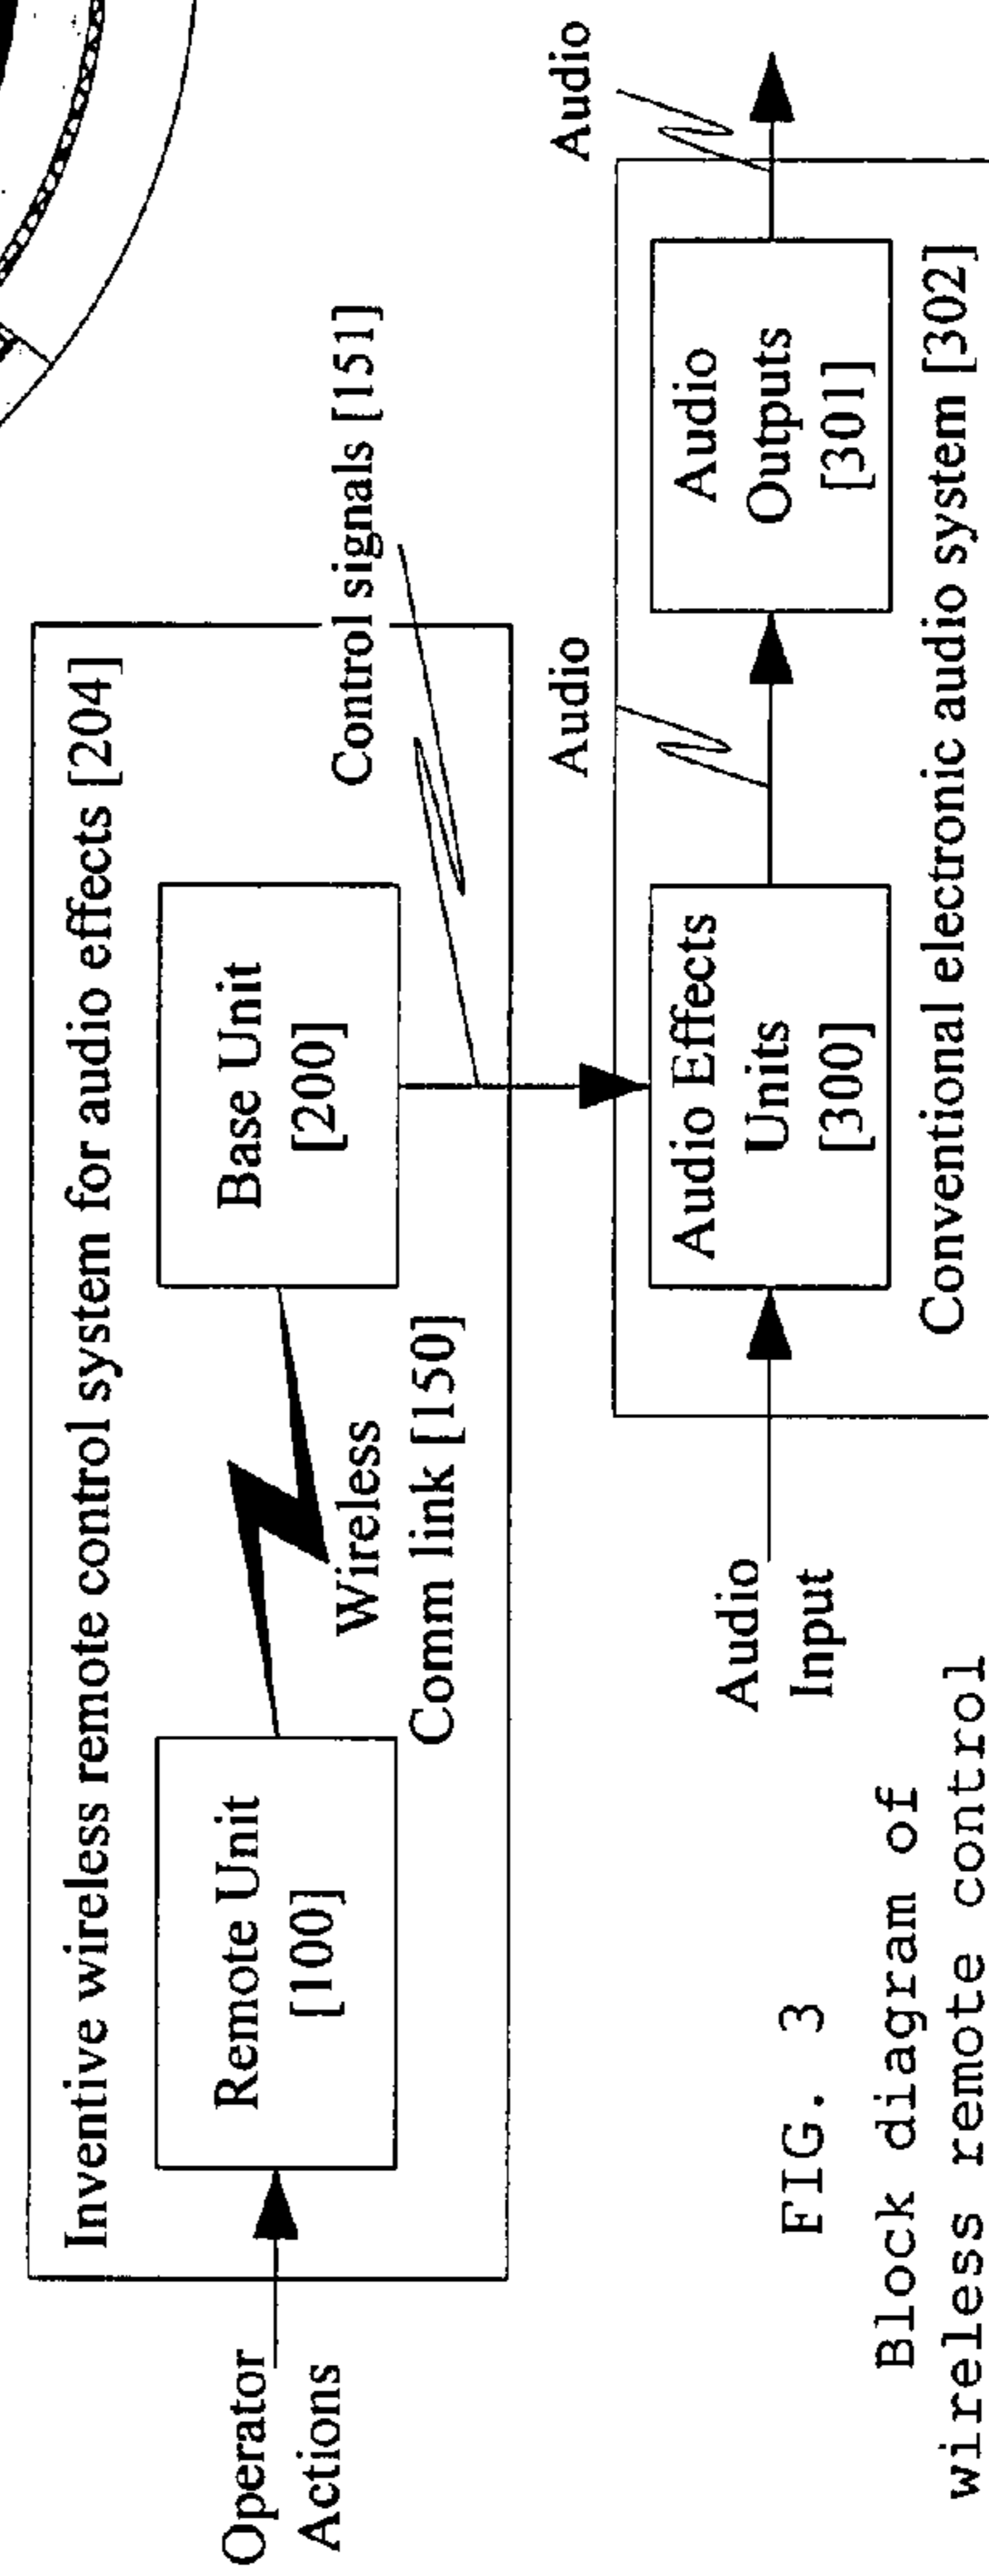 Inventive wireless remote control system for audio effects [204]
Operator
Actions
Remote Unit
[100]
Wireless
Comm link [150]
Base Unit
[200]
Control signals [151]
Audio
Input
Audio Effects
Units
[300]
Audio
Audio
Outputs
[301]
Audio
Conventional electronic audio system [302]
FIG. 3
Block diagram of
wireless remote control